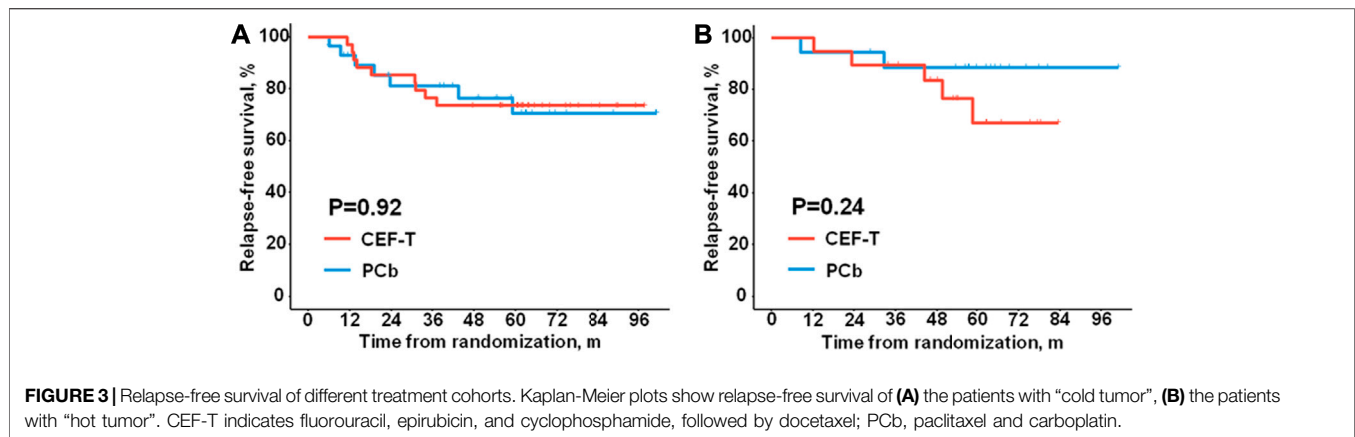 A
100
80
60
40
20
0
Relapse-free survival, %
P=0.92
CEF-T
PCb
0 12 24 36 48 60 72 84 96
Time from randomization, m
B
100
80
60
40
20
0
Relapse-free survival, %
P=0.24
CEF-T
PCb
0 12 24 36 48 60 72 84 96
Time from randomization, m
FIGURE 3 | Relapse-free survival of different treatment cohorts. Kaplan-Meier plots show relapse-free survival of (A) the patients with “cold tumor”, (B) the patients
with “hot tumor”. CEF-T indicates fluorouracil, epirubicin, and cyclophosphamide, followed by docetaxel; PCb, paclitaxel and carboplatin.